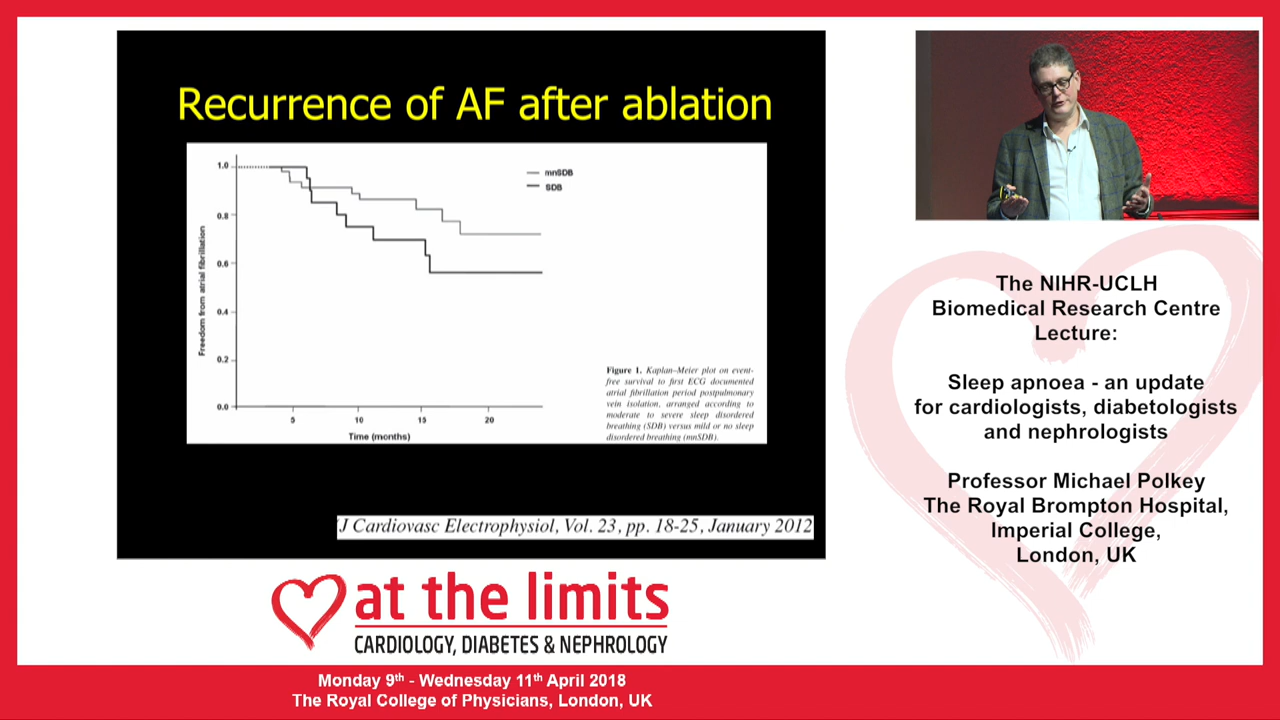 Recurrence of AF after ablation
1.0
0.8
0.6
0.4
0.2
0.0
Freedom from atrial fibrillation
5
10
15
20
Time (months)
mnSDB
SDB
Figure 1. Kaplan–Meier plot on event-
free survival to first ECG documented
atrial fibrillation period postpulmonary
vein isolation, arranged according to
moderate to severe sleep disordered
breathing (SDB) versus mild or no sleep
disordered breathing (mnSDB).
J Cardiovasc Electrophysiol, Vol. 23, pp. 18-25, January 2012
The NIHR-UCLH
Biomedical Research Centre
Lecture:
Sleep apnoea - an update
for cardiologists, diabetologists
and nephrologists
Professor Michael Polkey
The Royal Brompton Hospital,
Imperial College,
London, UK
at the limits
CARDIOLOGY, DIABETES & NEPHROLOGY
Monday 9th - Wednesday 11th April 2018
The Royal College of Physicians, London, UK